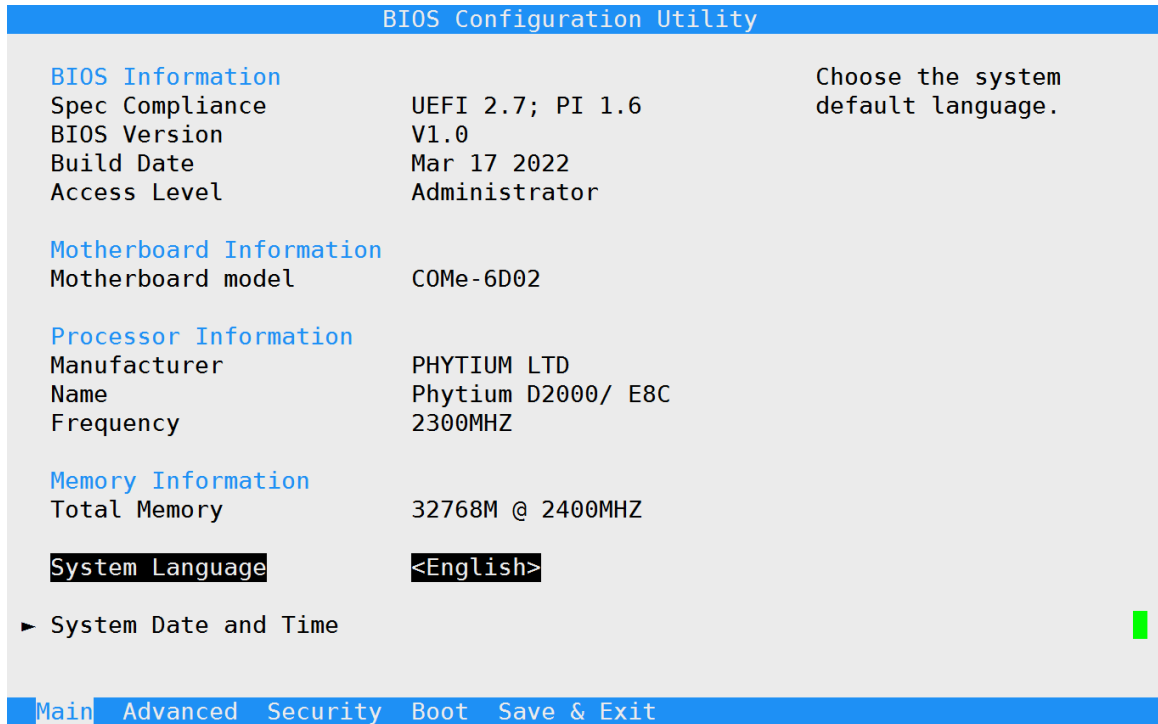 BIOS Configuration Utility
BIOS Information
Choose the system
Spec Compliance UEFI 2.7; PI 1.6
default language.
BIOS Version V1.0
Build Date Mar 17 2022
Access Level Administrator
Motherboard Information
Motherboard model COMe-6D02
Processor Information
Manufacturer PHYTIUM LTD
Name Phytium D2000/ E8C
Frequency 2300MHZ
Memory Information
Total Memory 32768M @ 2400MHZ
System Language <English>
► System Date and Time
Main Advanced Security Boot Save & Exit